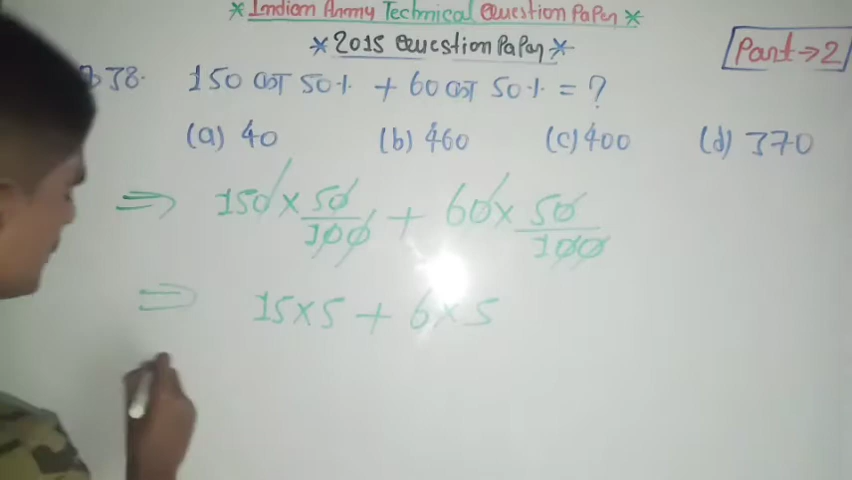 * Indian Army Technical Question Paper *
* 2015 Question Paper *
Part → 2
38. 150 का 50% + 60 का 50% = ?
(a) 40 (b) 460 (c) 400 (d) 370
⇒ 150 × 50/100 + 60 × 50/100
⇒ 15×5 + 6×5